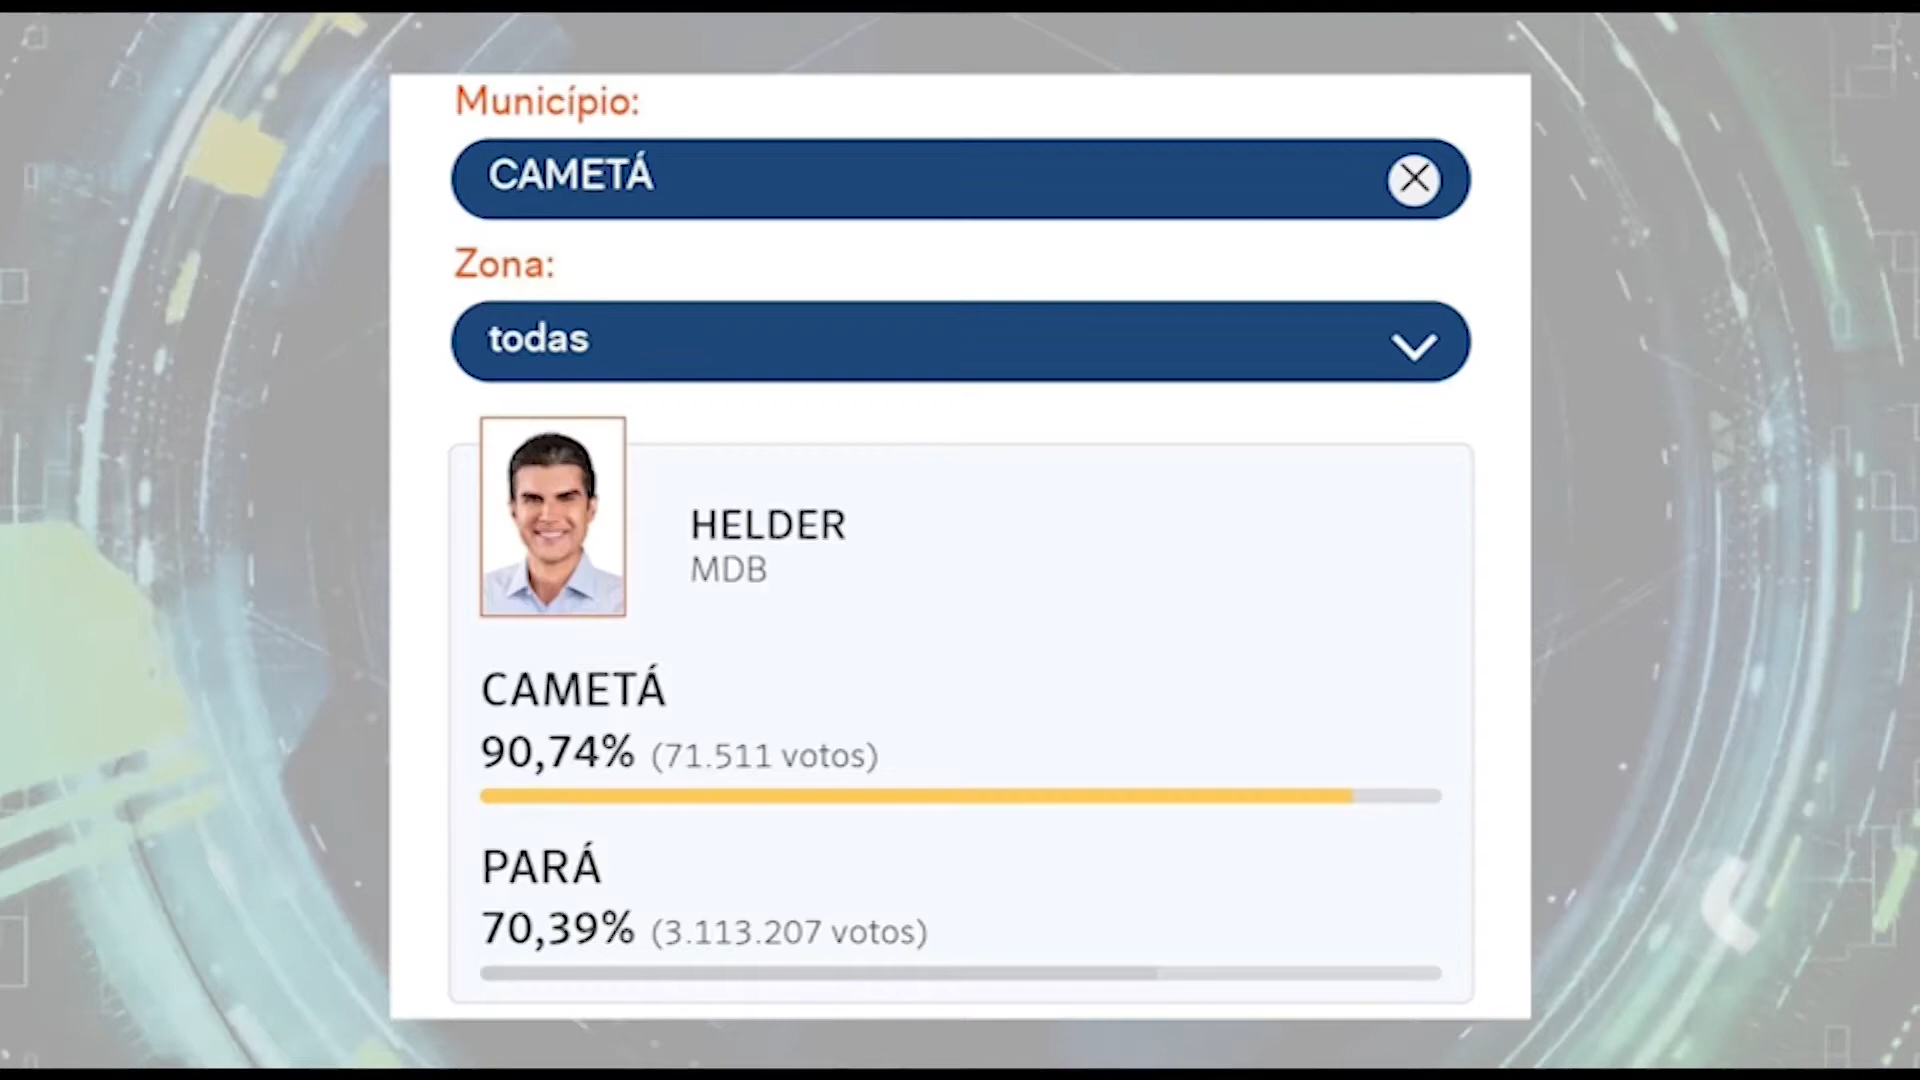 Município:
CAMETÁ
Zona:
todas
HELDER
MDB
CAMETÁ
90,74% (71.511 votos)
PARÁ
70,39% (3.113.207 votos)